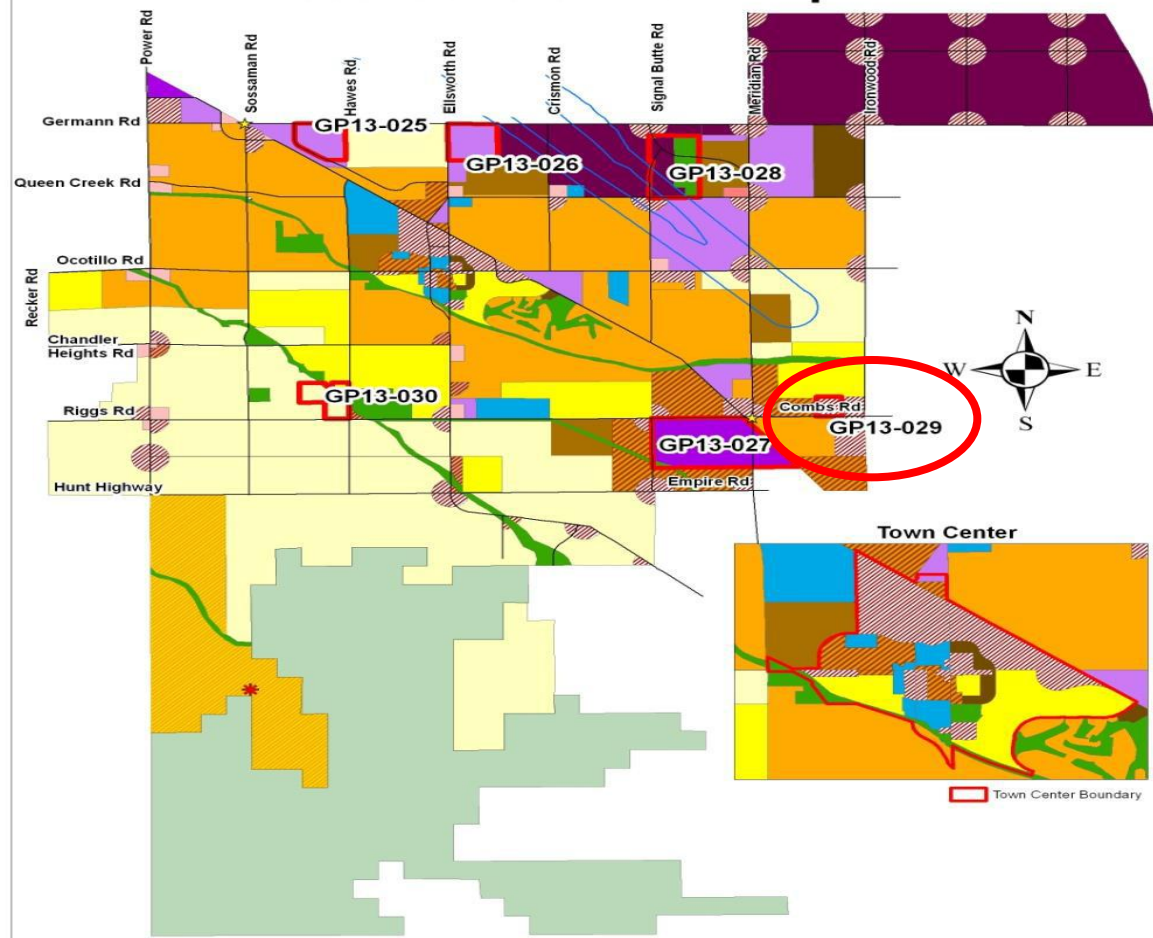 Power Rd
Sossaman Rd
Hawes Rd
Ellsworth Rd
Crismon Rd
Signal Butte Rd
Meridian Rd
Ironwood Rd
Germann Rd
GP13-025
GP13-026
GP13-028
Queen Creek Rd
Ocotillo Rd
Recker Rd
Chandler
Heights Rd
N
W
E
S
GP13-030
Riggs Rd
Combs Rd
GP13-029
GP13-027
Hunt Highway
Empire Rd
Town Center
Town Center Boundary